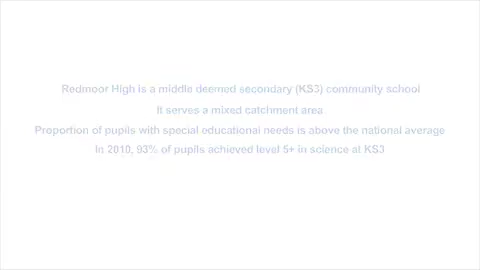 Redmoor High is a middle deemed secondary (KS3) community school
It serves a mixed catchment area
Proportion of pupils with special educational needs is above the national average
In 2010, 93% of pupils achieved level 5+ in science at KS3